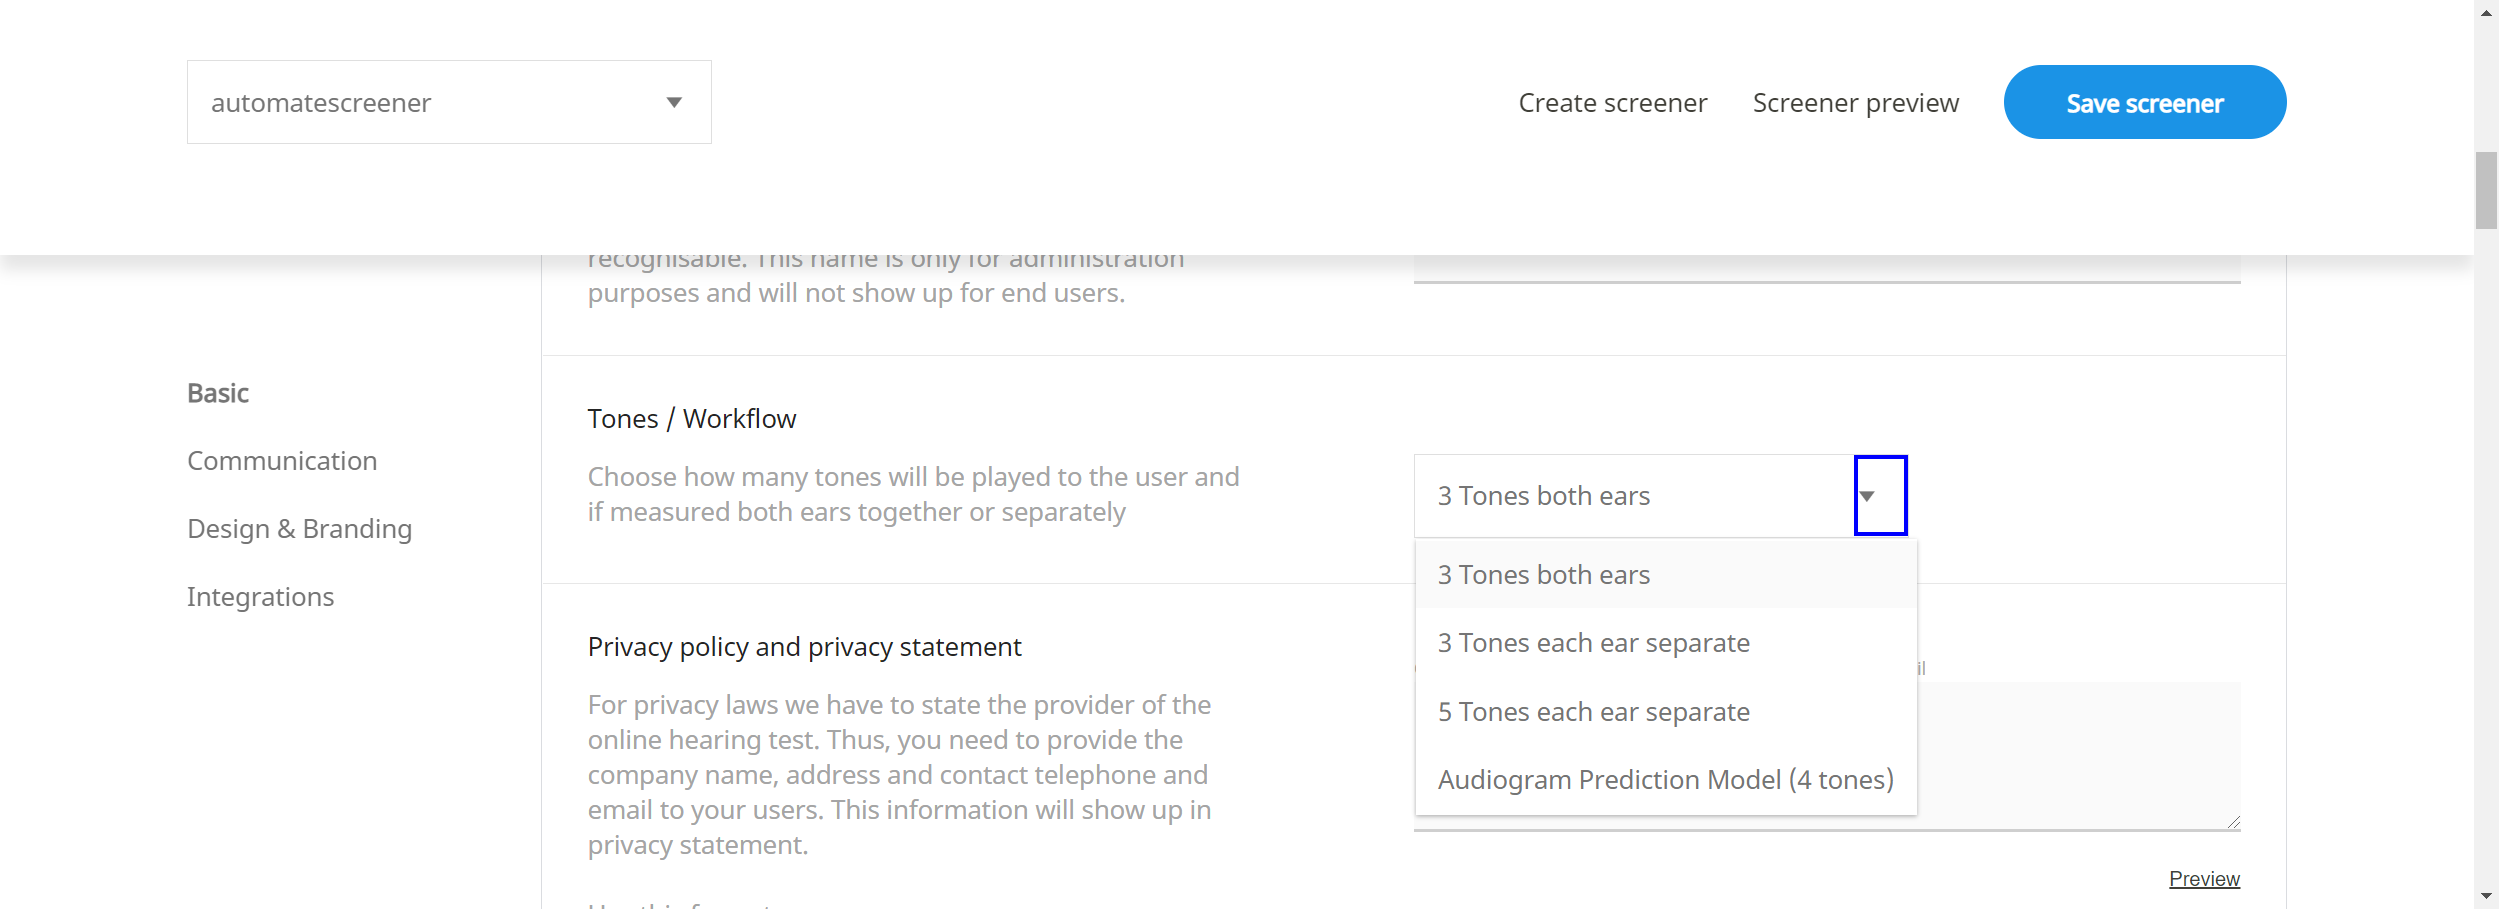 automatescreener
Create screener
Screener preview
Save screener
recognisable. This name is only for administration
purposes and will not show up for end users.
Basic
Communication
Design & Branding
Integrations
Tones / Workflow
Choose how many tones will be played to the user and
if measured both ears together or separately
3 Tones both ears
3 Tones both ears
3 Tones each ear separate
5 Tones each ear separate
Audiogram Prediction Model (4 tones)
Privacy policy and privacy statement
For privacy laws we have to state the provider of the
online hearing test. Thus, you need to provide the
company name, address and contact telephone and
email to your users. This information will show up in
privacy statement.
Preview